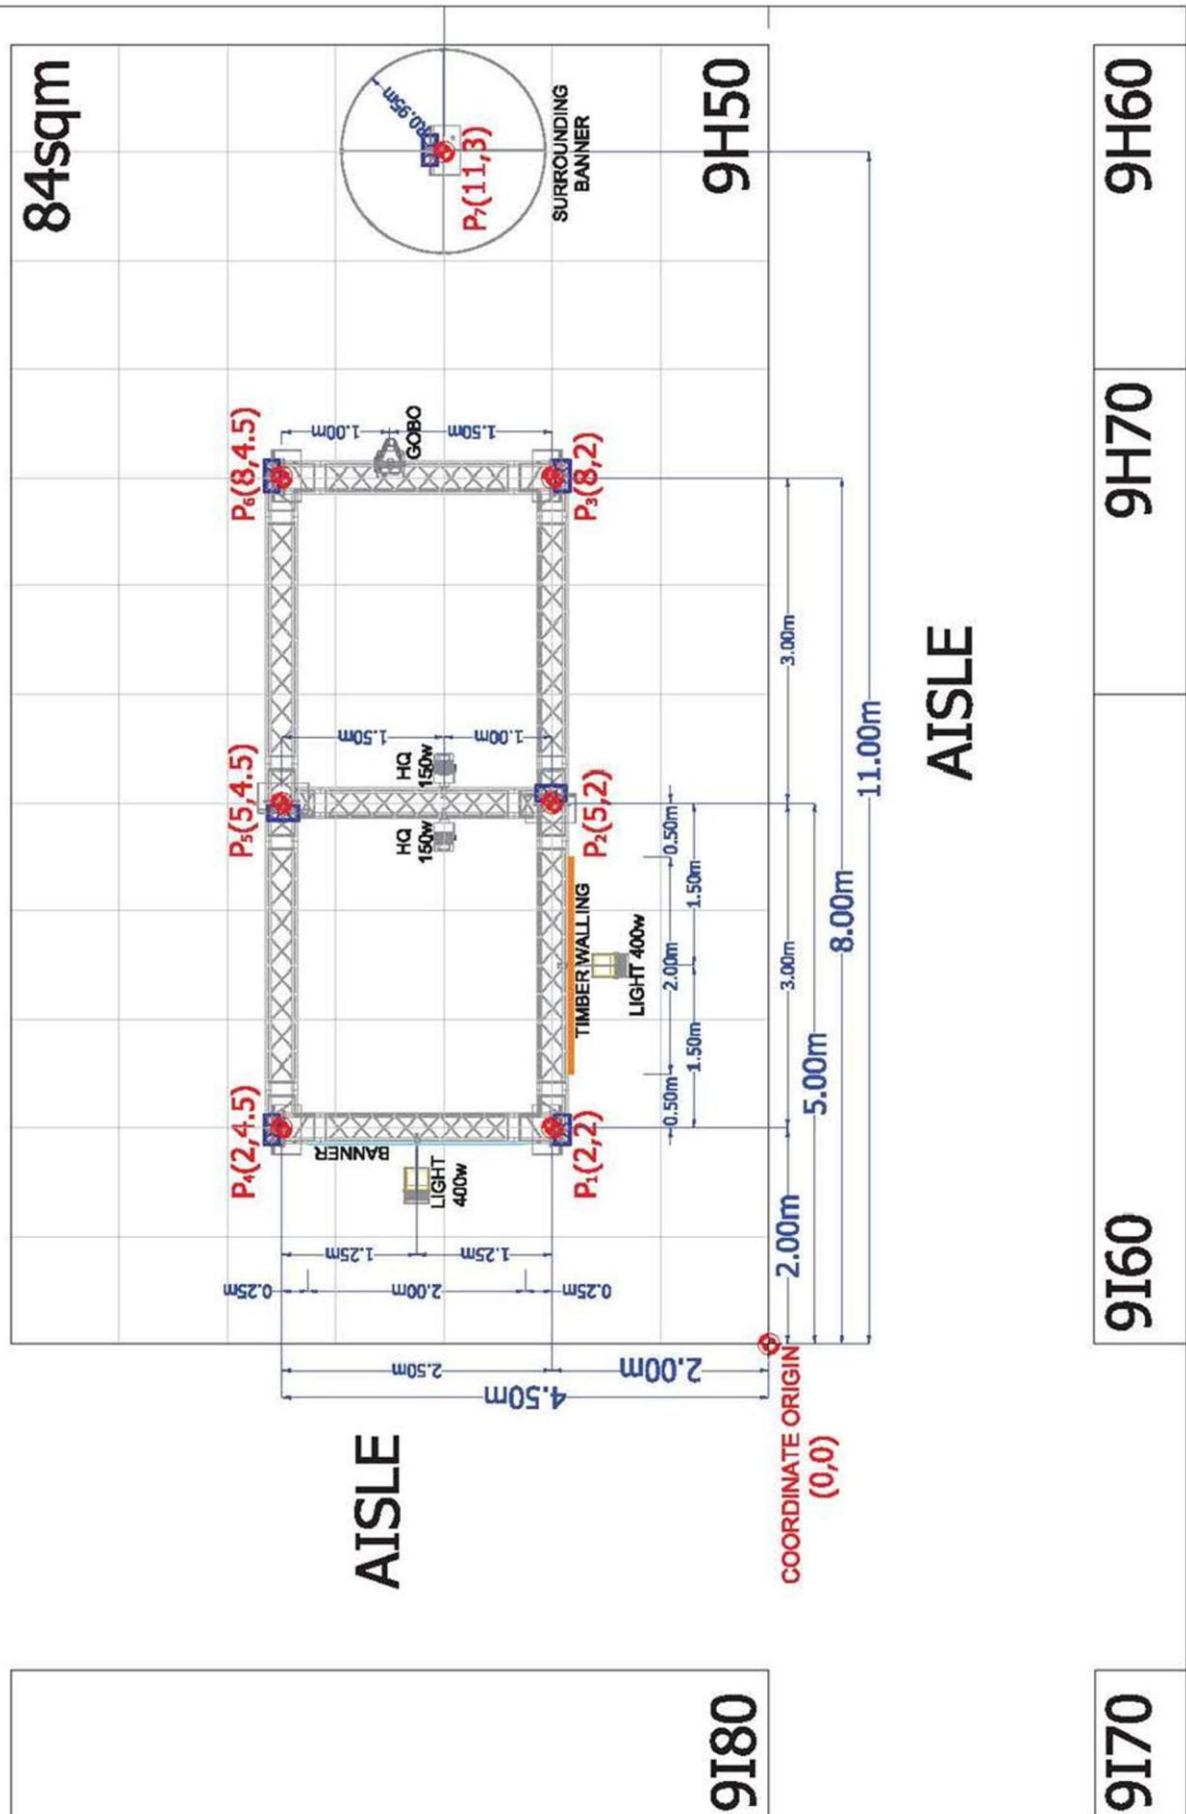 84sqm
R0.95m
P₇(11,3)
SURROUNDING
BANNER
9H50
9H60
P₆(8,4.5)
1.00m
1.50m
GOBO
P₃(8,2)
9H70
3.00m
P₅(5,4.5)
1.50m
1.00m
HQ
150w
HQ
150w
P₂(5,2)
0.50m
1.50m
11.00m
AISLE
8.00m
TIMBER WALLING
LIGHT 400w
2.00m
3.00m
1.50m
0.50m
5.00m
P₄(2,4.5)
BANNER
LIGHT
400w
P₁(2,2)
1.25m
1.25m
0.25m
2.00m
0.25m
2.00m
9I60
2.50m
2.00m
4.50m
COORDINATE ORIGIN
(0,0)
AISLE
9I80
9I70